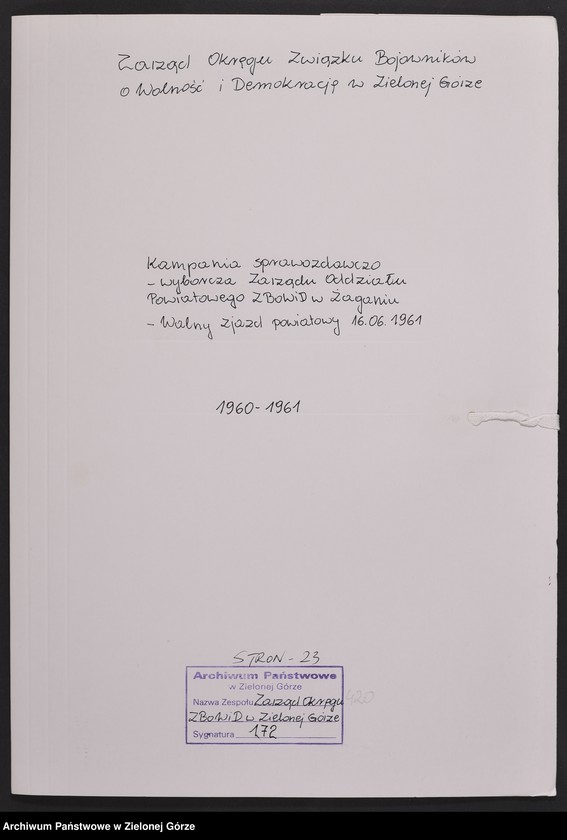 Zarząd Okręgu Związku Bojowników
o Wolność i Demokrację w Zielonej Górze
Kampania sprawozdawczo
- wyborcza Zarządu Oddziału
Powiatowego ZBoWiD w Żaganiu
- Walny zjazd powiatowy 16.06.1961
1960-1961
STRON - 23
Archiwum Państwowe
w Zielonej Górze
Nazwa Zespołu Zarząd Okręgu
ZBoWiD w Zielonej Górze
420
Sygnatura 172
Archiwum Państwowe w Zielonej Górze